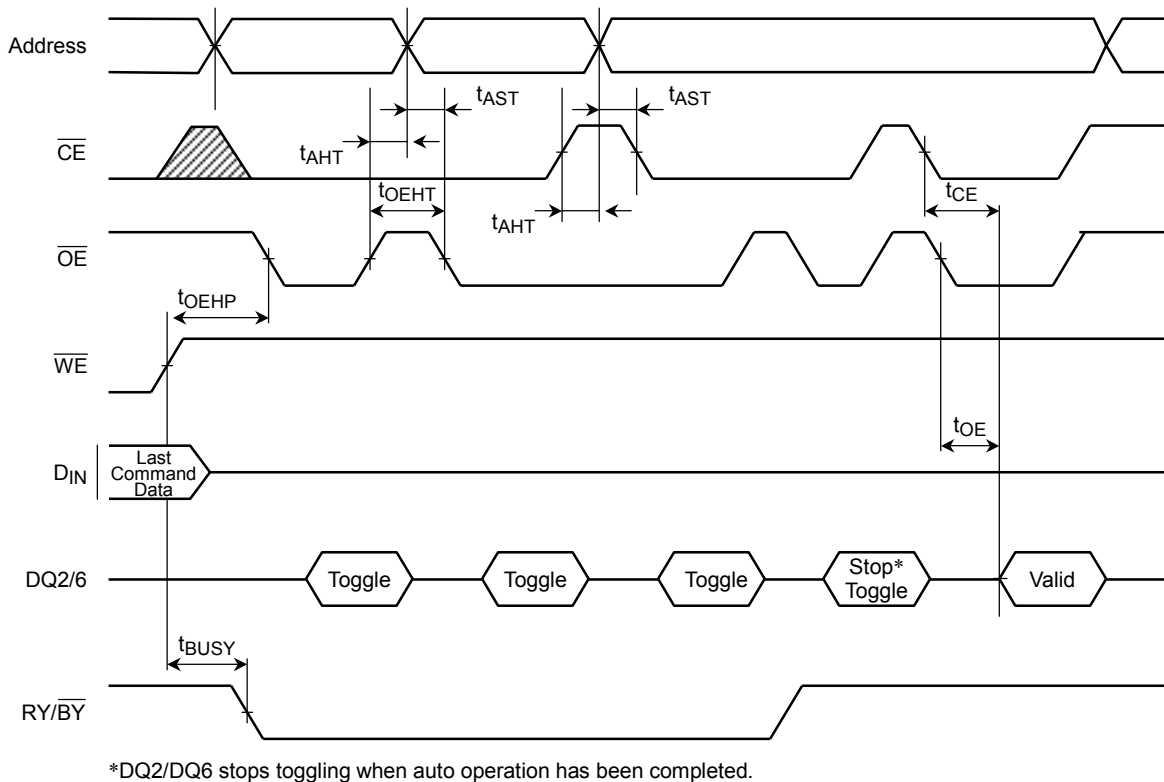 Address
tAST
tAST
CE
tAHT
tOEHT
tCE
tAHT
OE
tOEHP
WE
tOE
DIN
Last
Command
Data
DQ2/6
Toggle
Toggle
Toggle
Stop*
Toggle
Valid
tBUSY
RY/BY
*DQ2/DQ6 stops toggling when auto operation has been completed.